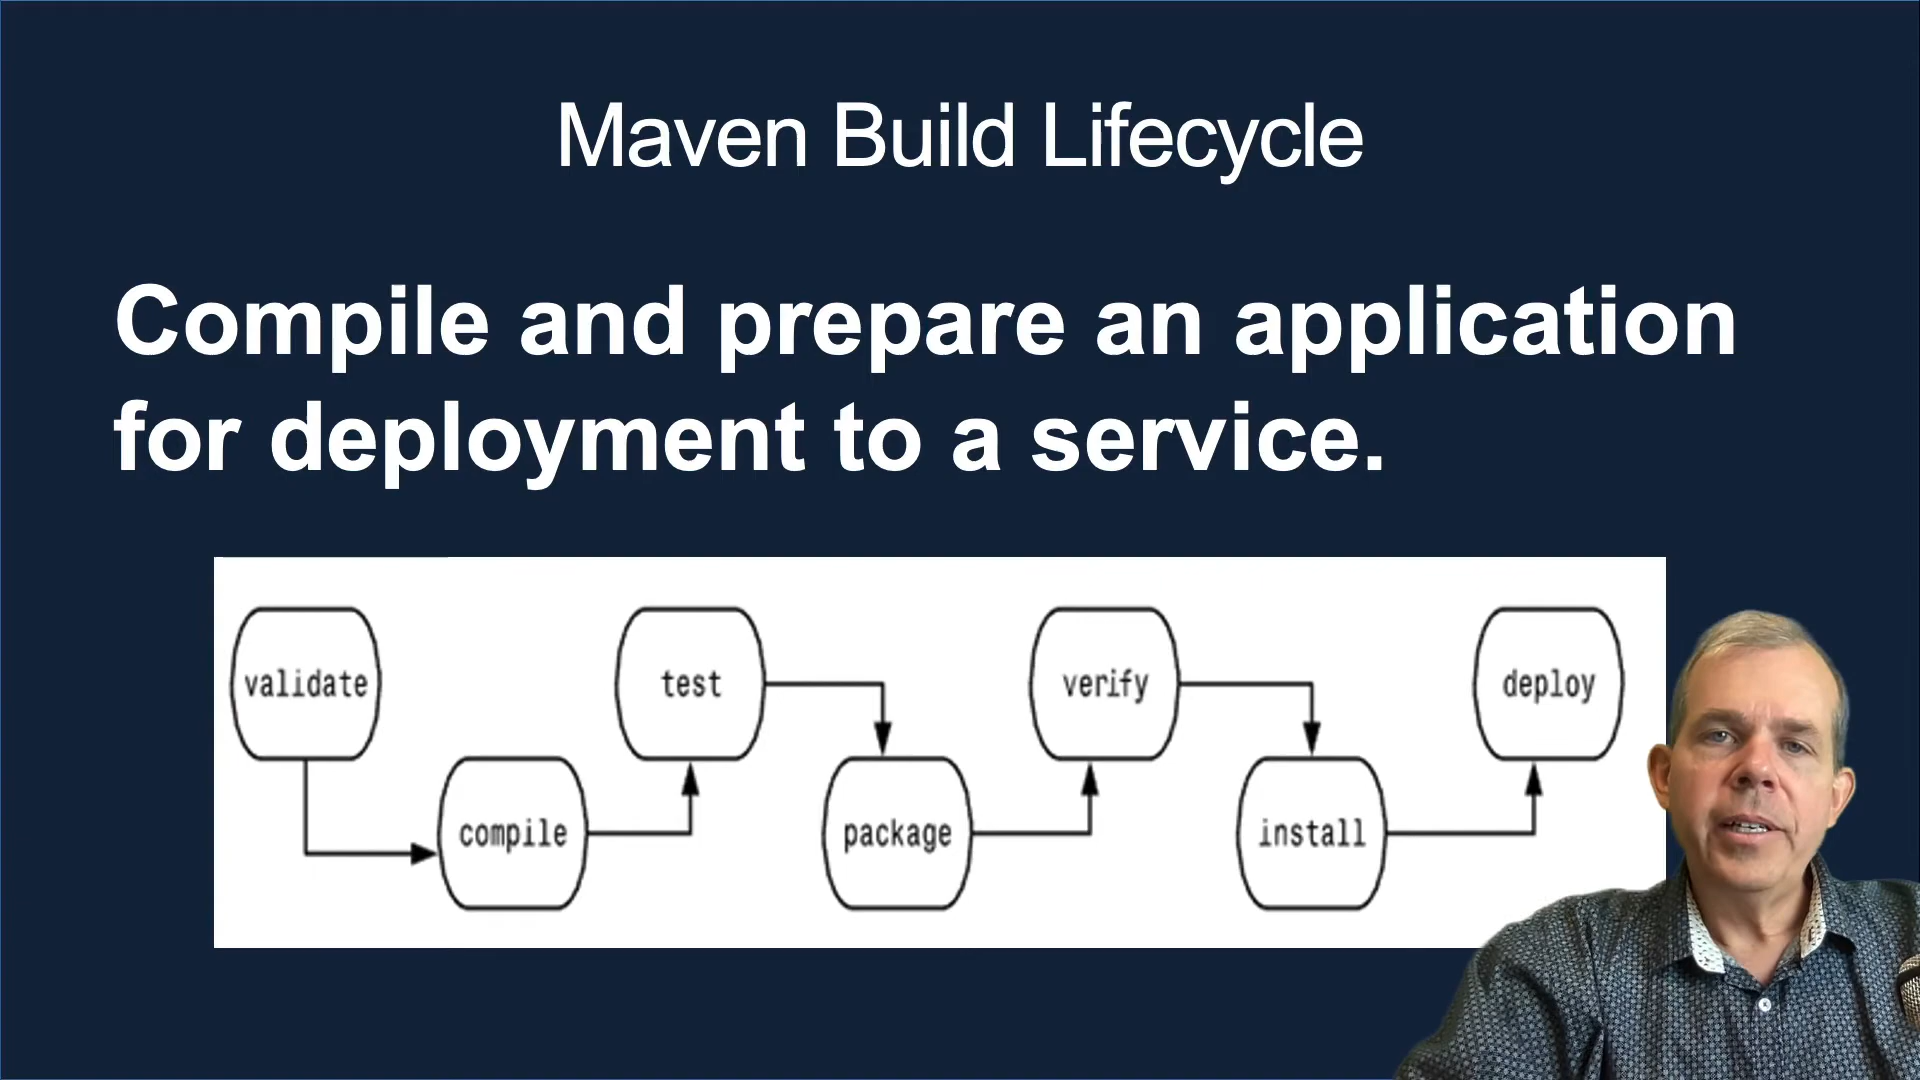 Maven Build Lifecycle
Compile and prepare an application
for deployment to a service.
validate
test
verify
deploy
compile
package
install